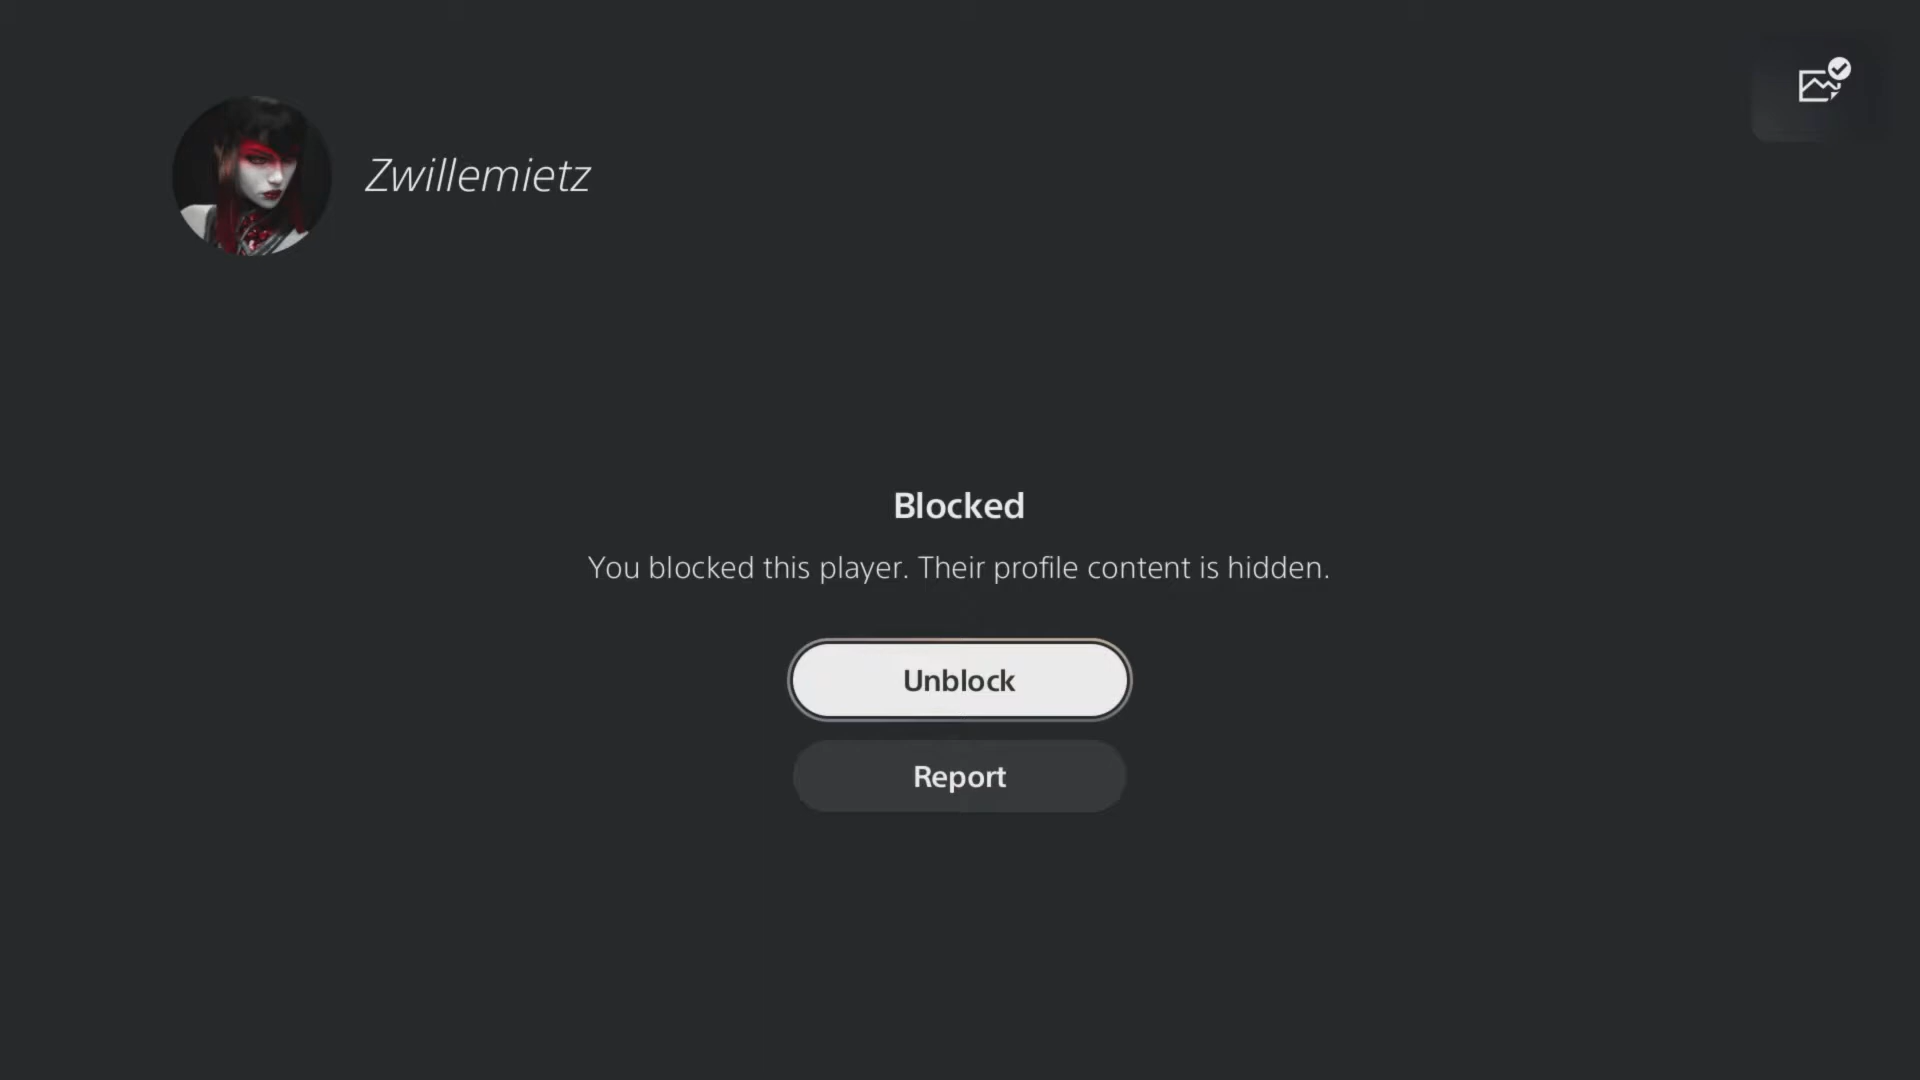 Zwillemietz
Blocked
You blocked this player. Their profile content is hidden.
Unblock
Report